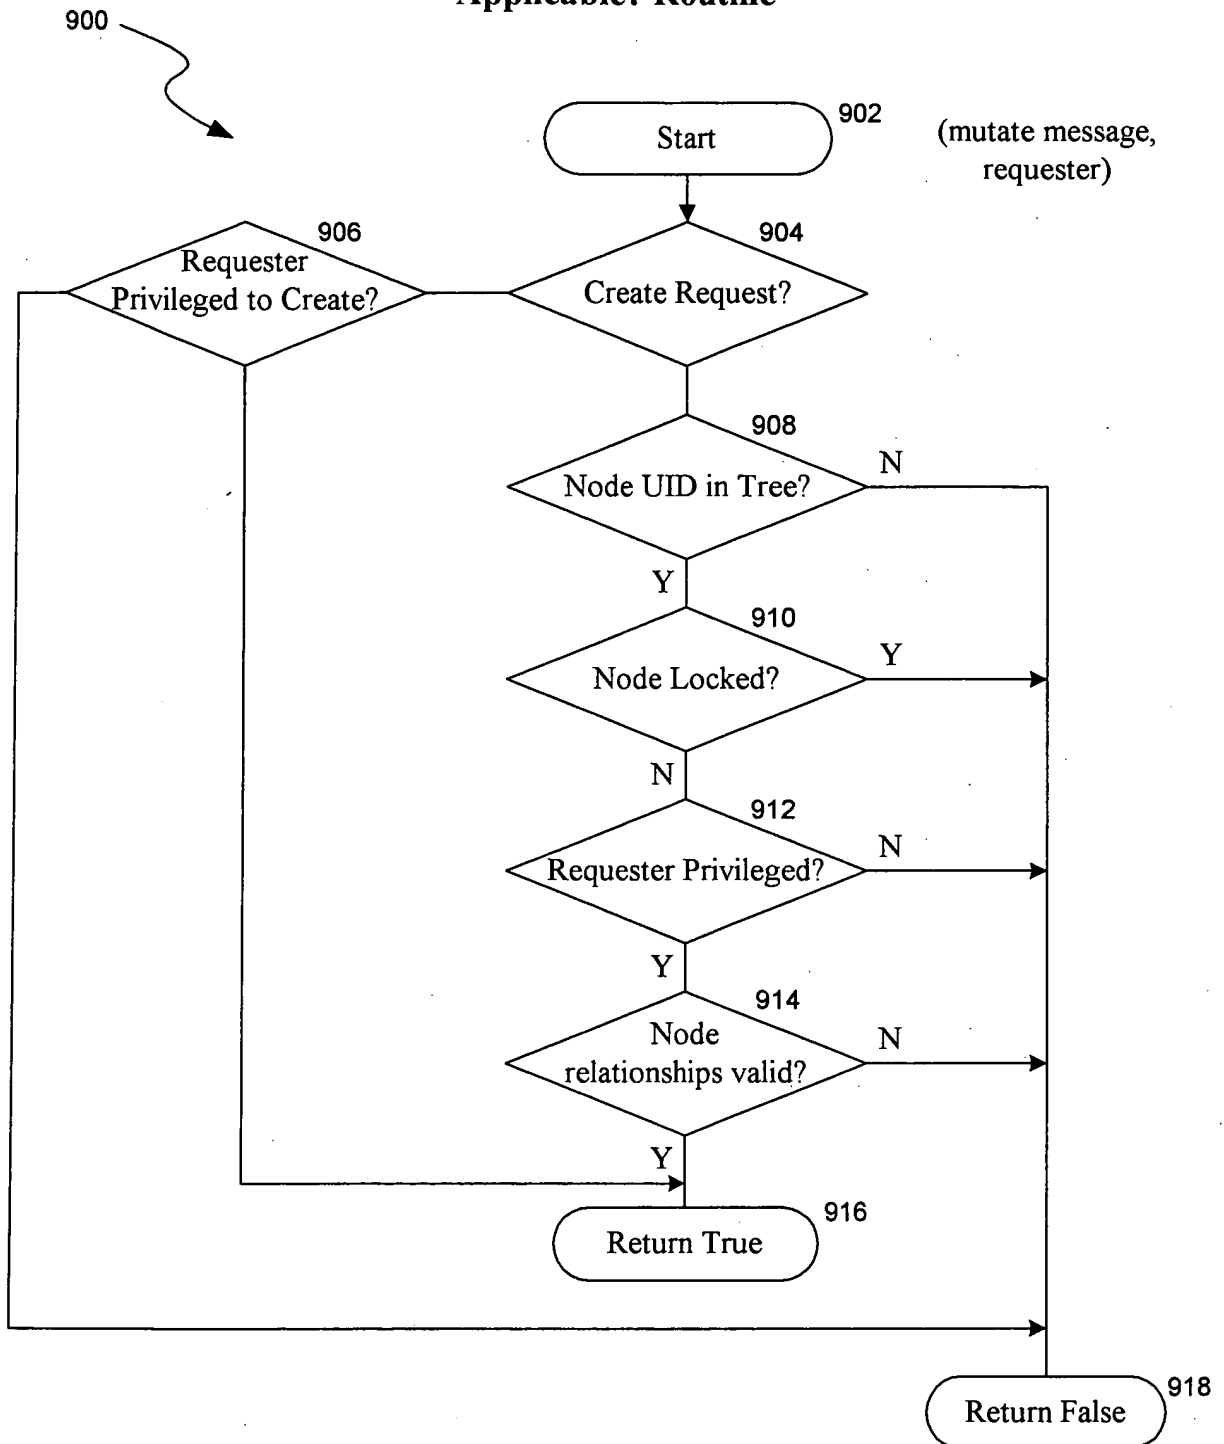 Applicable? Routine
900
902
Start
(mutate message,
requester)
906
Requester
Privileged to Create?
904
Create Request?
908
Node UID in Tree?
N
Y
910
Node Locked?
Y
N
912
Requester Privileged?
N
Y
914
Node
relationships valid?
N
Y
916
Return True
918
Return False